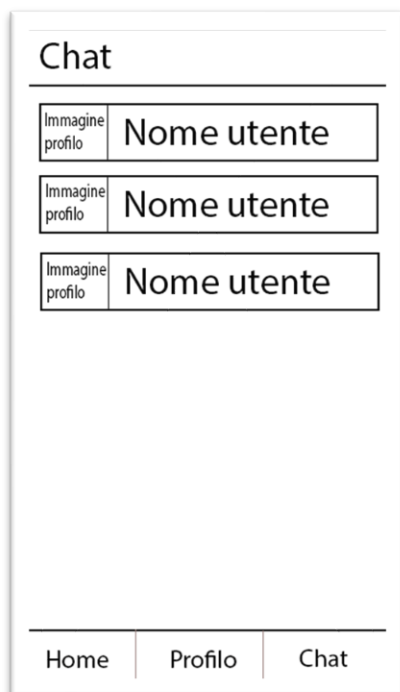 Chat
Immagine
profilo
Nome utente
Immagine
profilo
Nome utente
Immagine
profilo
Nome utente
Home Profilo Chat